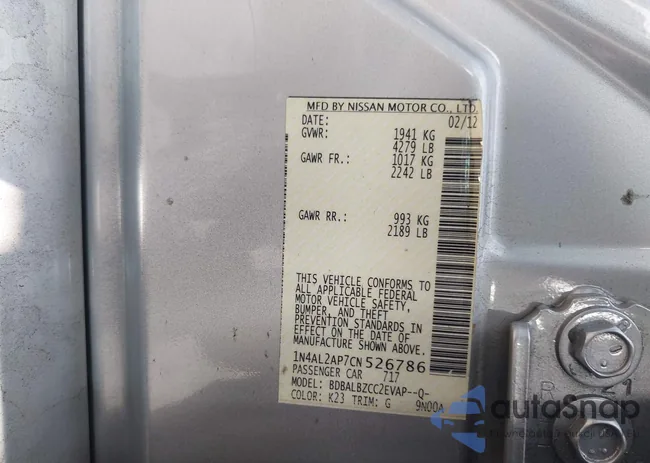 MFD BY NISSAN MOTOR CO., LTD.
DATE: 02/12
GVWR: 1941 KG
4279 LB
GAWR FR.: 1017 KG
2242 LB
GAWR RR.: 993 KG
2189 LB
THIS VEHICLE CONFORMS TO
ALL APPLICABLE FEDERAL
MOTOR VEHICLE SAFETY,
BUMPER, AND THEFT
PREVENTION STANDARDS IN
EFFECT ON THE DATE OF
MANUFACTURE SHOWN ABOVE.
1N4AL2AP7CN526786
PASSENGER CAR 717
MODEL: BDBALBZCC2EVAP--Q-
COLOR: K23 TRIM: G 9N00A
R 21
autoSnap